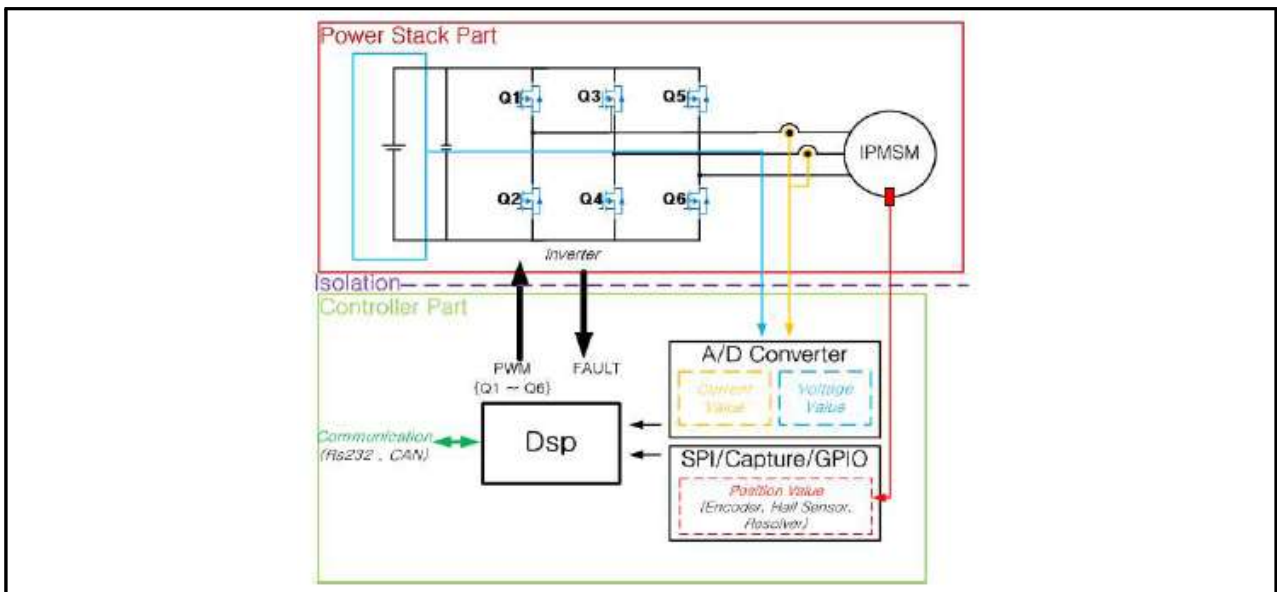 Power Stack Part
Q1
Q3
Q5
IPMSM
Q2
Q4
Q6
Inverter
Isolation
Controller Part
PWM
{Q1 ~ Q6}
FAULT
A/D Converter
Current
Value
Voltage
Value
Communication
(Rs232 , CAN)
Dsp
SPI/Capture/GPIO
Position Value
(Encoder, Hall Sensor,
Resolver)